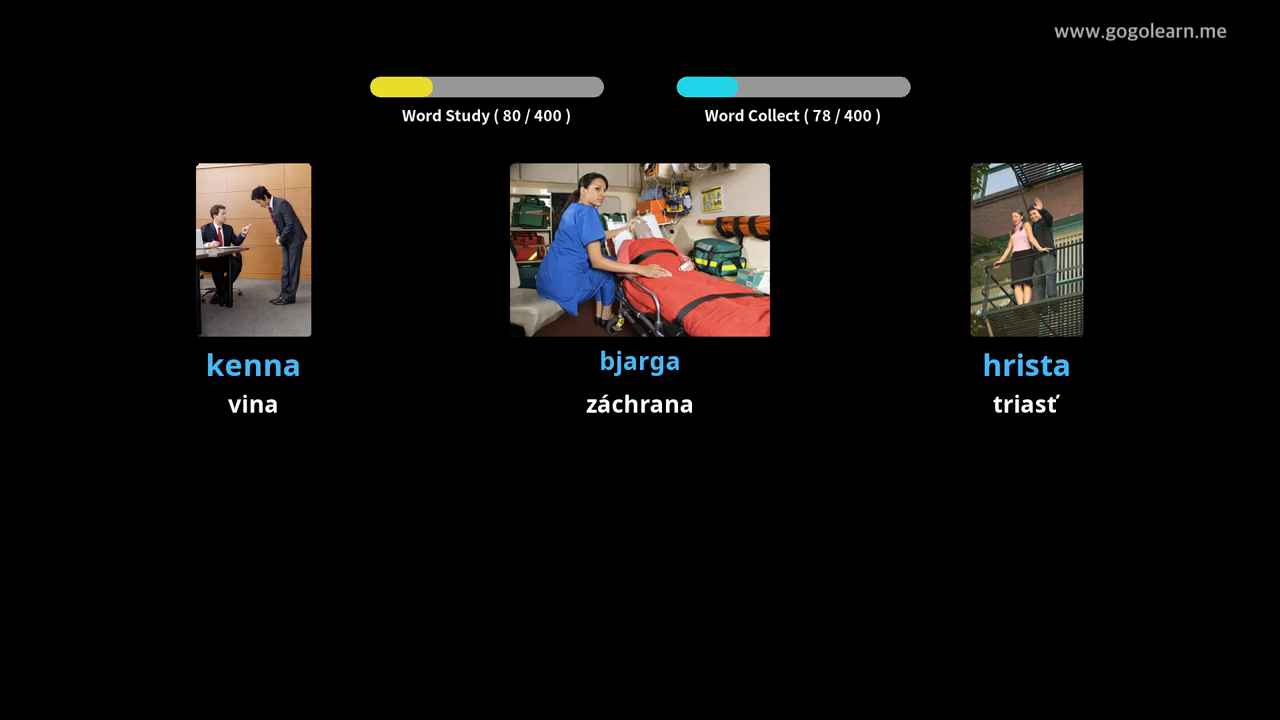 www.gogolearn.me
Word Study ( 80 / 400 )
Word Collect ( 78 / 400 )
kenna
bjarga
hrista
vina
záchrana
triasť